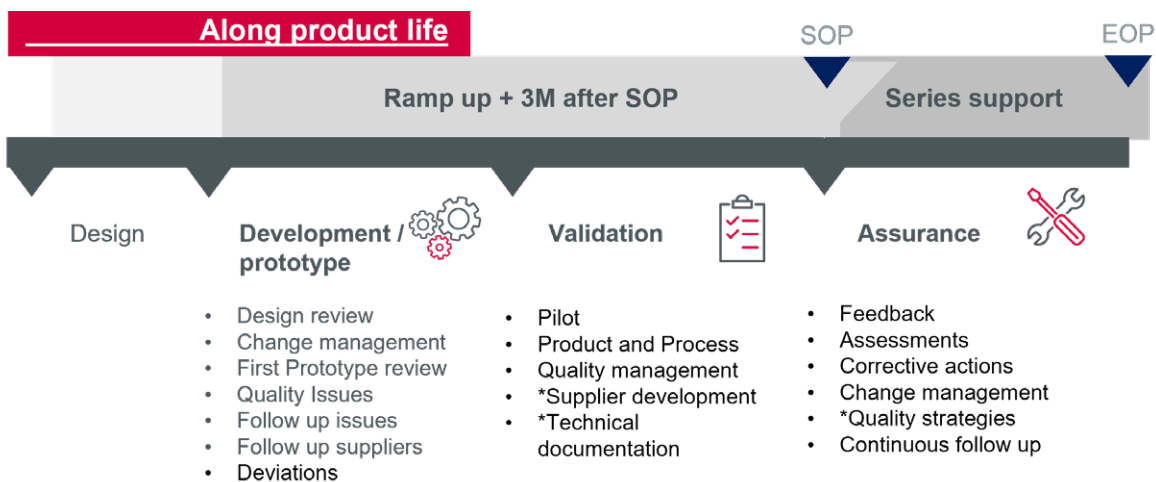 Along product life
SOP
EOP
Ramp up + 3M after SOP
Series support
Design
Development /
prototype
• Design review
• Change management
• First Prototype review
• Quality Issues
• Follow up issues
• Follow up suppliers
• Deviations
Validation
• Pilot
• Product and Process
• Quality management
• *Supplier development
• *Technical
documentation
Assurance
• Feedback
• Assessments
• Corrective actions
• Change management
• *Quality strategies
• Continuous follow up